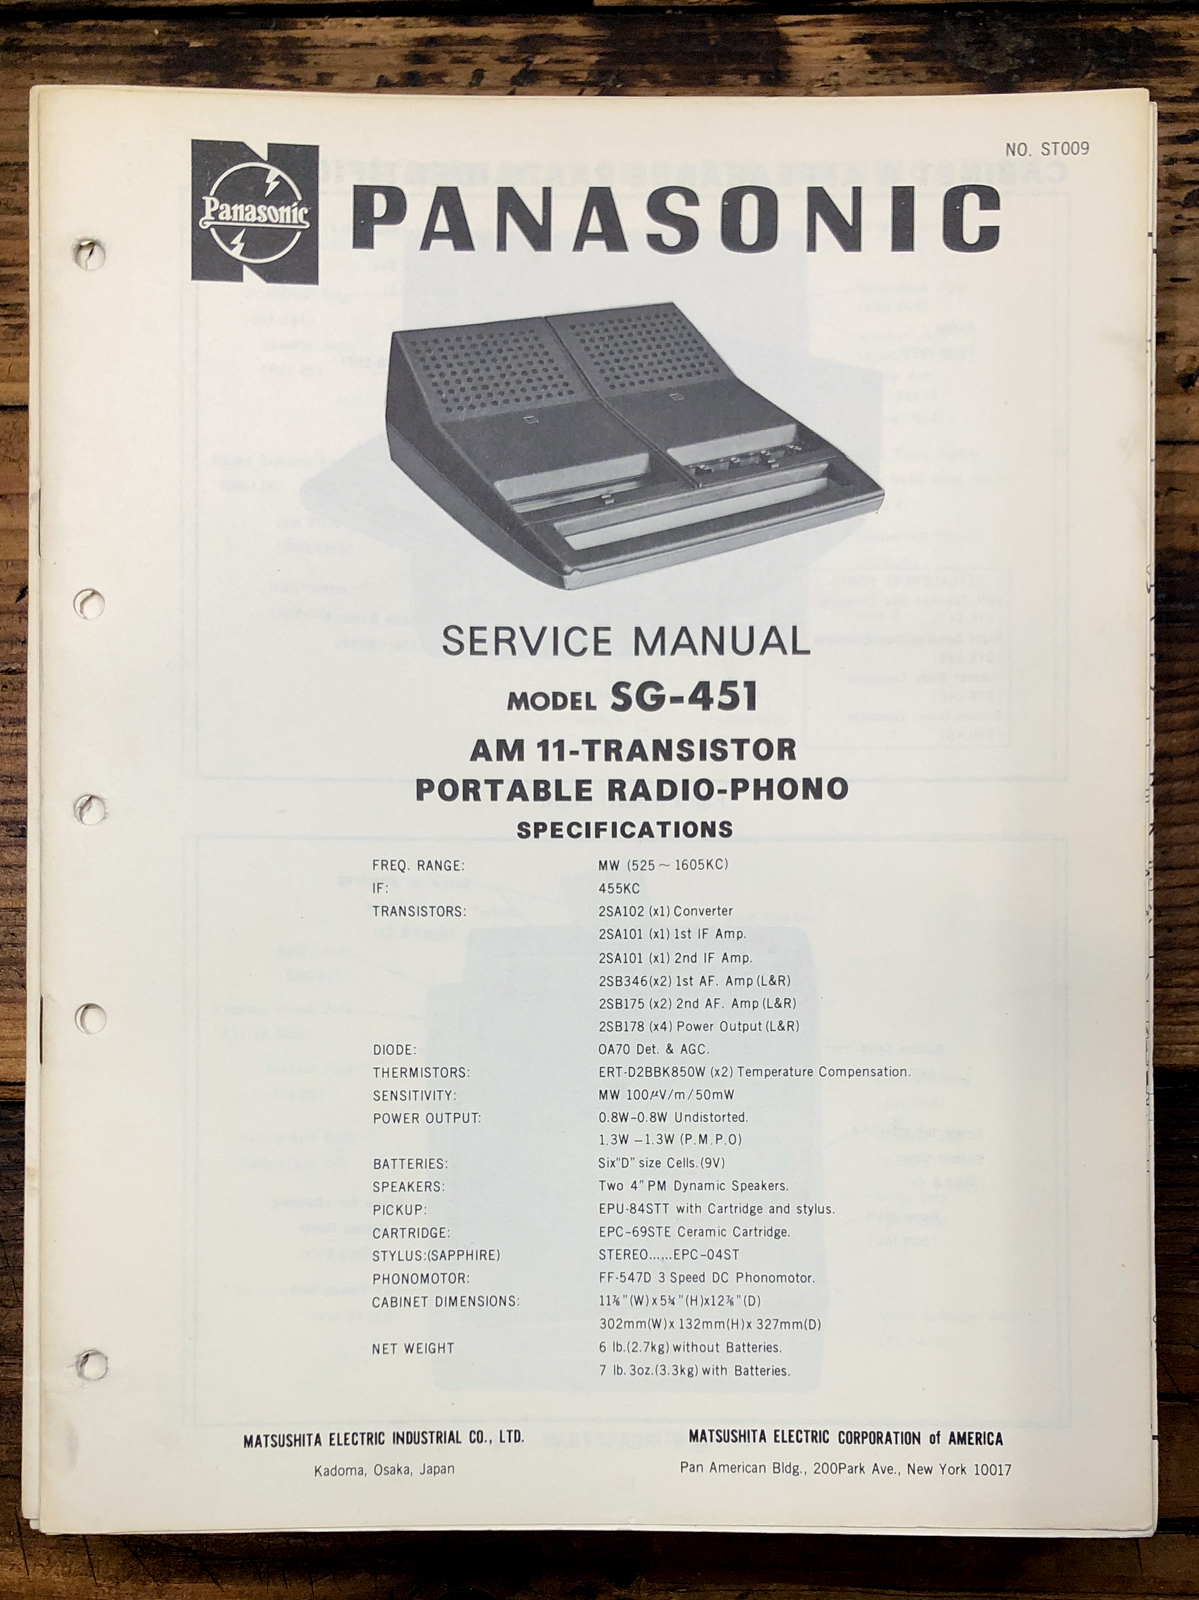 NO. ST009
Panasonic
PANASONIC
SERVICE MANUAL
MODEL SG-451
AM 11-TRANSISTOR
PORTABLE RADIO-PHONO
SPECIFICATIONS
FREQ. RANGE: MW (525 ~ 1605KC)
IF: 455KC
TRANSISTORS: 2SA102 (x1) Converter
2SA101 (x1) 1st IF Amp.
2SA101 (x1) 2nd IF Amp.
2SB346 (x2) 1st AF. Amp (L&R)
2SB175 (x2) 2nd AF. Amp (L&R)
2SB178 (x4) Power Output (L&R)
DIODE: OA70 Det. & AGC.
THERMISTORS: ERT-D2BBK850W (x2) Temperature Compensation.
SENSITIVITY: MW 100μV/m/50mW
POWER OUTPUT: 0.8W-0.8W Undistorted.
1.3W -1.3W (P.M.P.O)
BATTERIES: Six "D" size Cells. (9V)
SPEAKERS: Two 4" PM Dynamic Speakers.
PICKUP: EPU-84STT with Cartridge and stylus.
CARTRIDGE: EPC-69STE Ceramic Cartridge.
STYLUS:(SAPPHIRE) STEREO......EPC-04ST
PHONOMOTOR: FF-547D 3 Speed DC Phonomotor.
CABINET DIMENSIONS: 11⅞"(W)x5¼"(H)x12⅞"(D)
302mm(W)x 132mm(H)x 327mm(D)
NET WEIGHT 6 lb.(2.7kg) without Batteries.
7 lb. 3oz.(3.3kg) with Batteries.
MATSUSHITA ELECTRIC INDUSTRIAL CO., LTD.
Kadoma, Osaka, Japan
MATSUSHITA ELECTRIC CORPORATION of AMERICA
Pan American Bldg., 200Park Ave., New York 10017